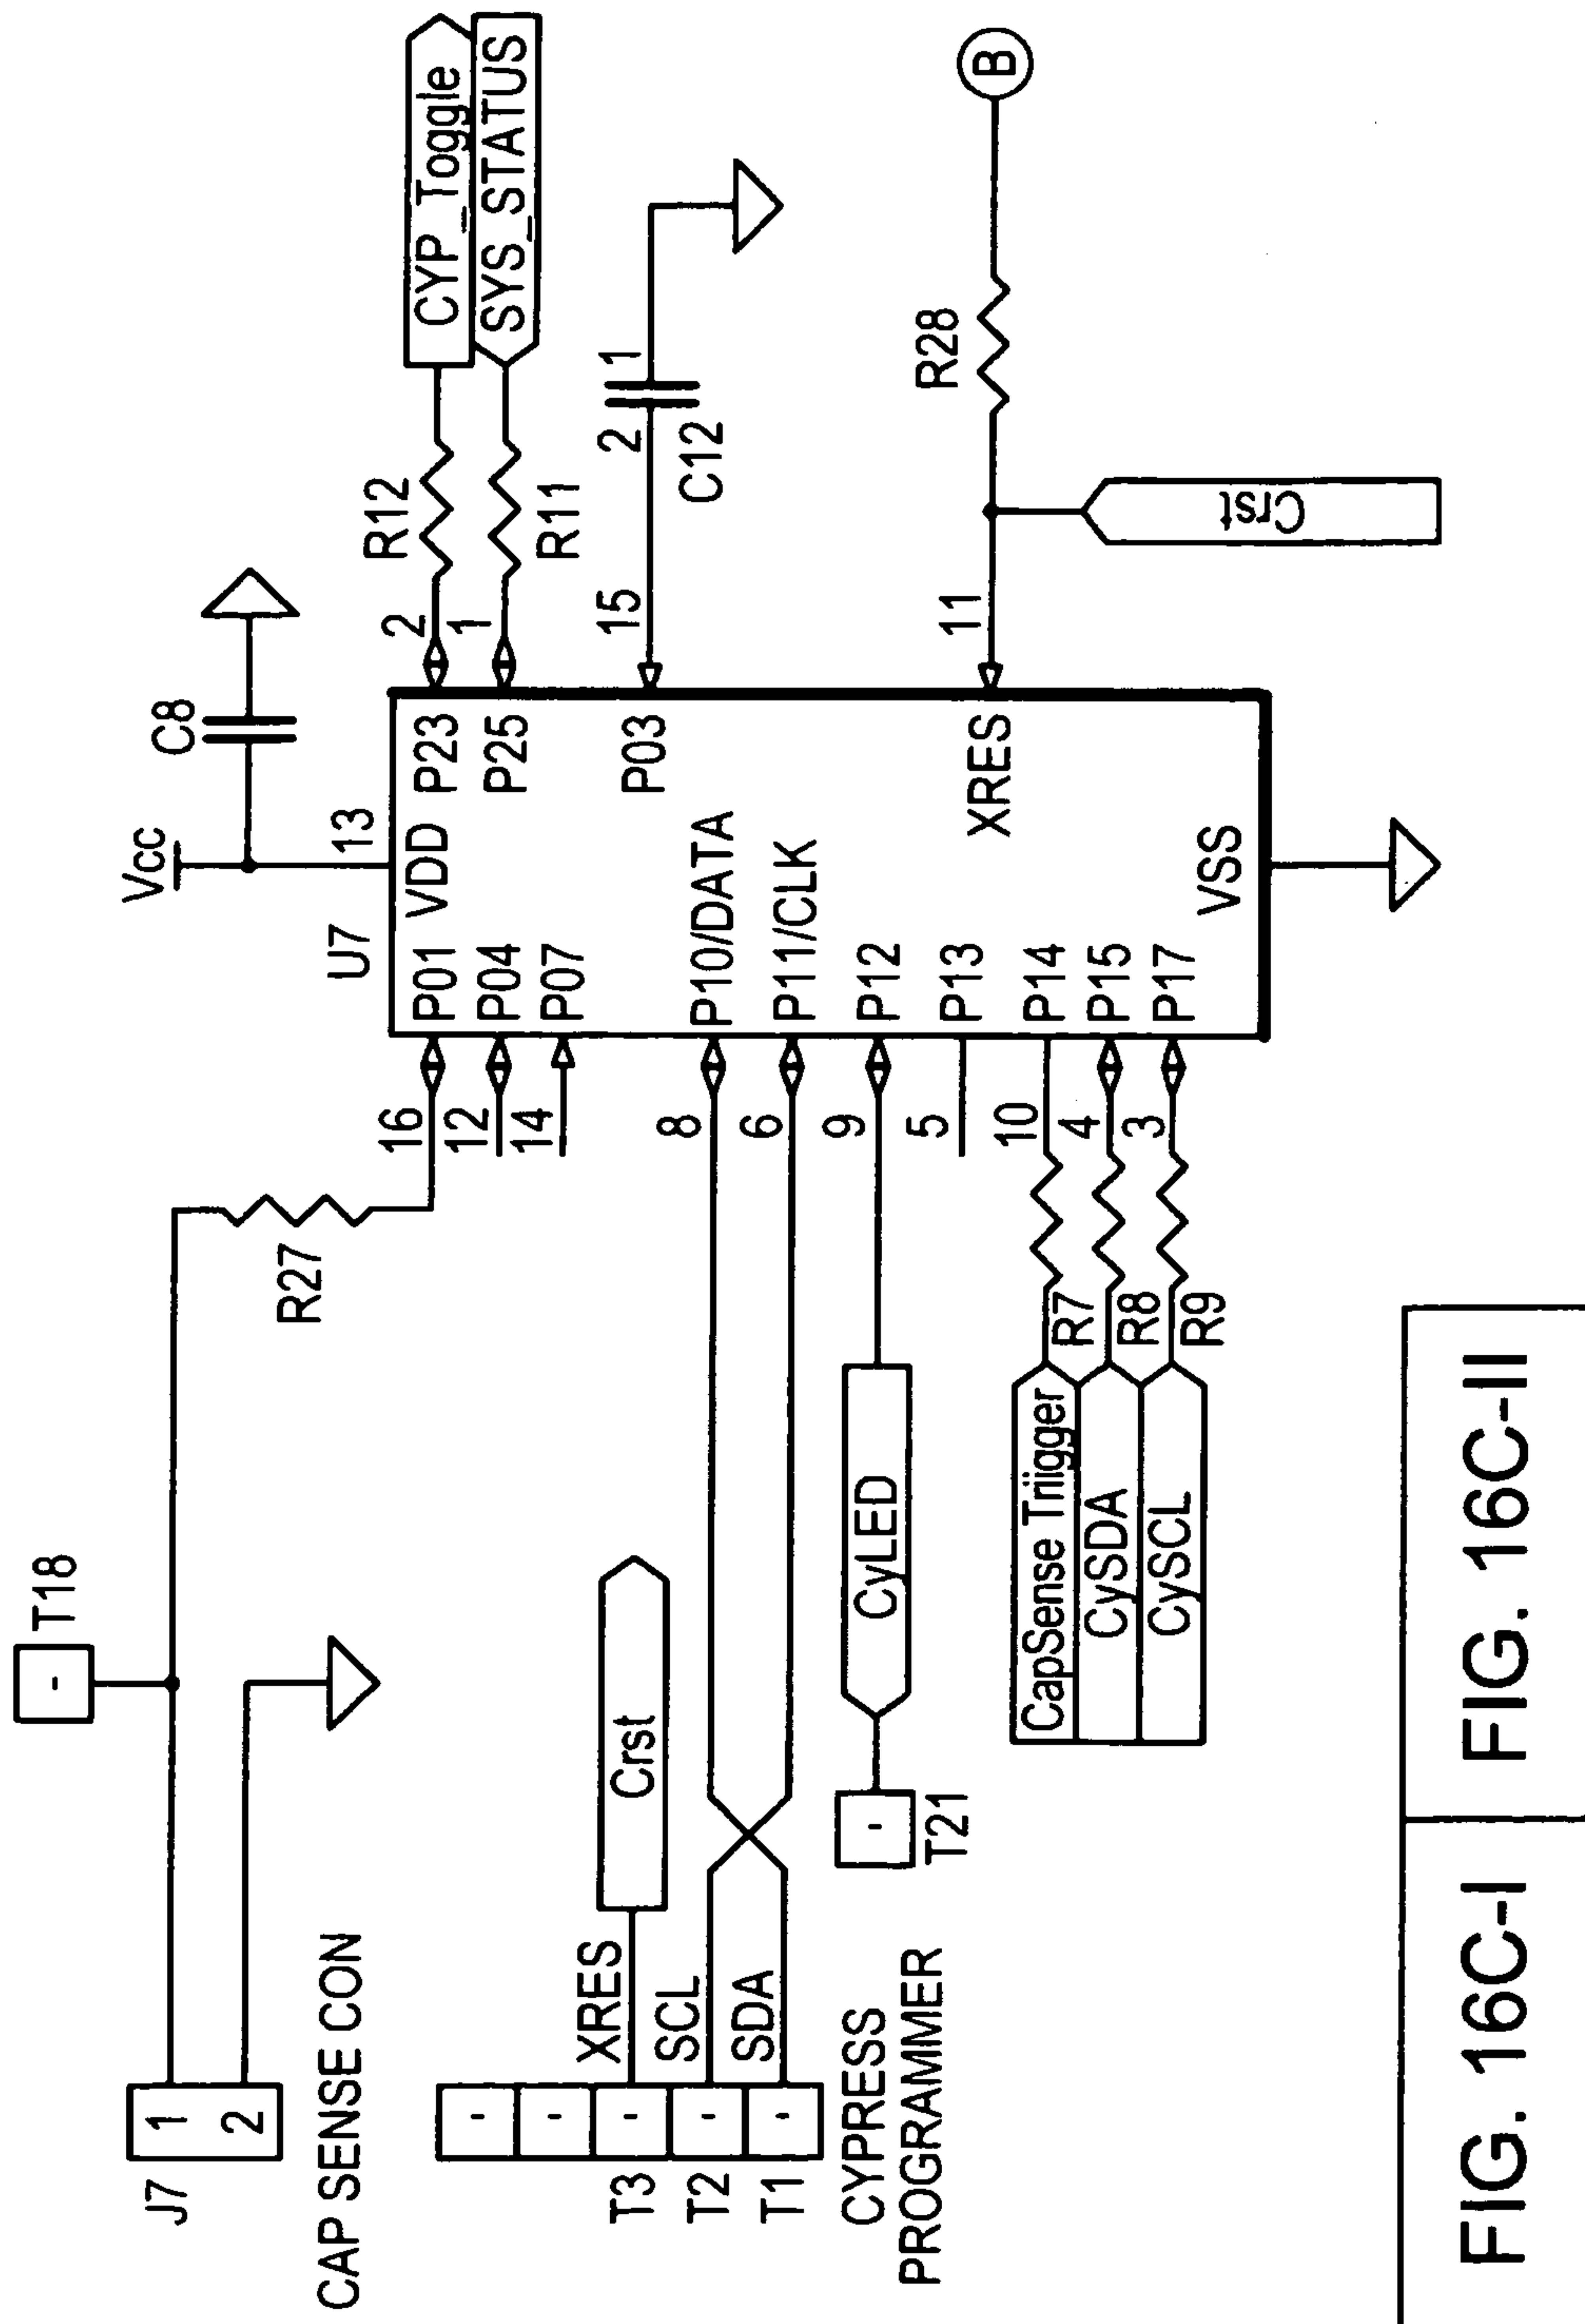 T18
-
J7
1
2
CAP SENSE CON
R27
Vcc
C8
13
U7
VDD
P01
P04
P07
P10/DATA
P11/CLK
P12
P13
P14
P15
P17
P23
P25
P03
XRES
VSS
16
12
14
8
6
9
5
10
4
3
2
1
15
11
R12
R11
CYP_Toggle
SYS_STATUS
2
1
C12
R28
B
Crst
XRES
SCL
SDA
Crst
-
-
-
-
-
T3
T2
T1
CYPRESS
PROGRAMMER
CyLED
-
T21
CapSense Triigger
CySDA
CySCL
R7
R8
R9
FIG. 16C-I
FIG. 16C-II